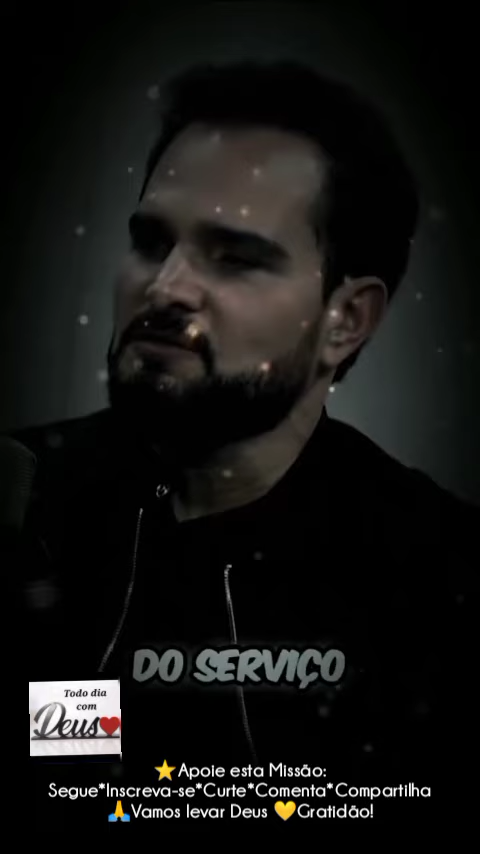 DO SERVIÇO
Todo dia
com
Deus
⭐Apoie esta Missão:
Segue*Inscreva-se*Curte*Comenta*Compartilha
🙏Vamos levar Deus 💛Gratidão!